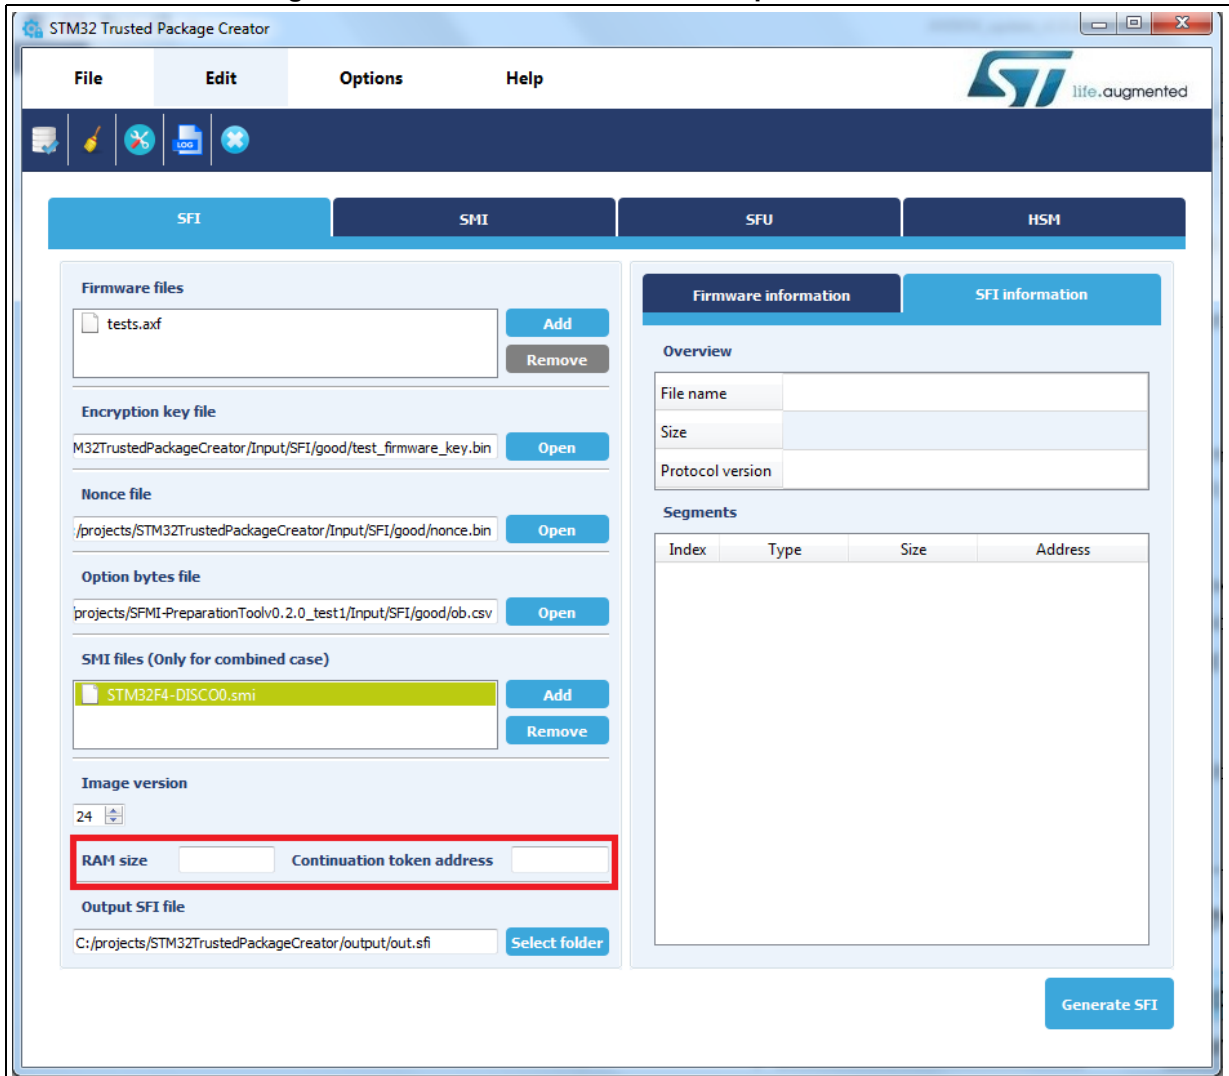 STM32 Trusted Package Creator
File Edit Options Help
life.augmented
LOG
SFI SMI SFU HSM
Firmware files
tests.axf
Add
Remove
Encryption key file
M32TrustedPackageCreator/Input/SFI/good/test_firmware_key.bin
Open
Nonce file
:/projects/STM32TrustedPackageCreator/Input/SFI/good/nonce.bin
Open
Option bytes file
projects/SFMI-PreparationToolv0.2.0_test1/Input/SFI/good/ob.csv
Open
SMI files (Only for combined case)
STM32F4-DISCO0.smi
Add
Remove
Image version
24
RAM size Continuation token address
Output SFI file
C:/projects/STM32TrustedPackageCreator/output/out.sfi
Select folder
Firmware information SFI information
Overview
File name
Size
Protocol version
Segments
Index Type Size Address
Generate SFI